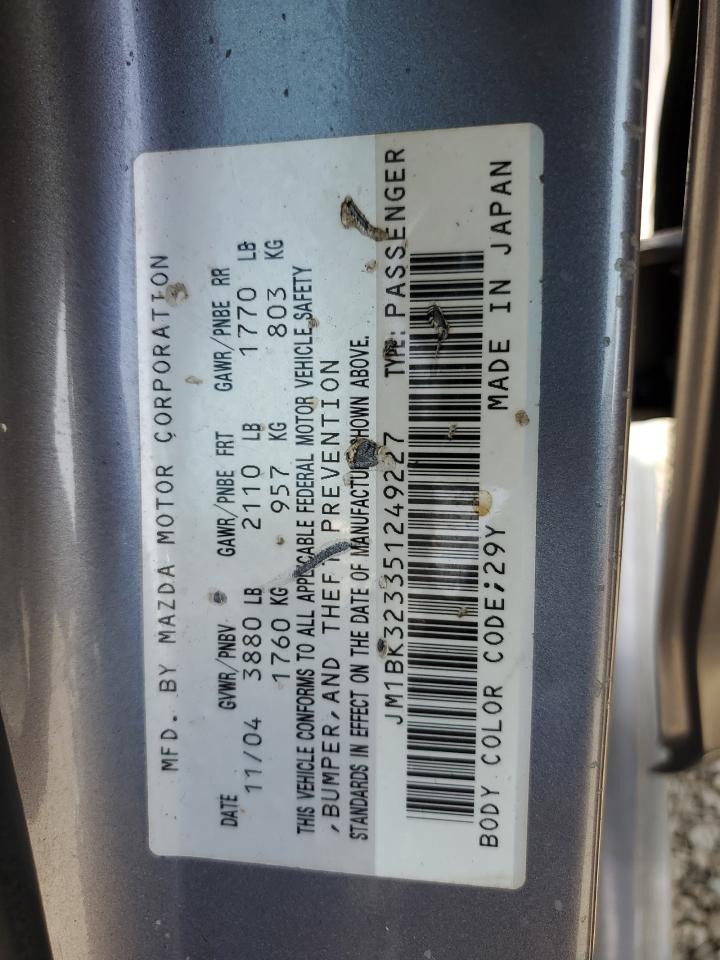 MFD. BY MAZDA MOTOR CORPORATION
DATE GVWR/PNBV GAWR/PNBE FRT GAWR/PNBE RR
11/04 3880 LB 2110 LB 1770 LB
1760 KG 957 KG 803 KG
THIS VEHICLE CONFORMS TO ALL APPLICABLE FEDERAL MOTOR VEHICLE SAFETY
,BUMPER,AND THEFT PREVENTION
STANDARDS IN EFFECT ON THE DATE OF MANUFACTURE SHOWN ABOVE.
JM1BK323351249227 TYPE: PASSENGER
BODY COLOR CODE;29Y MADE IN JAPAN